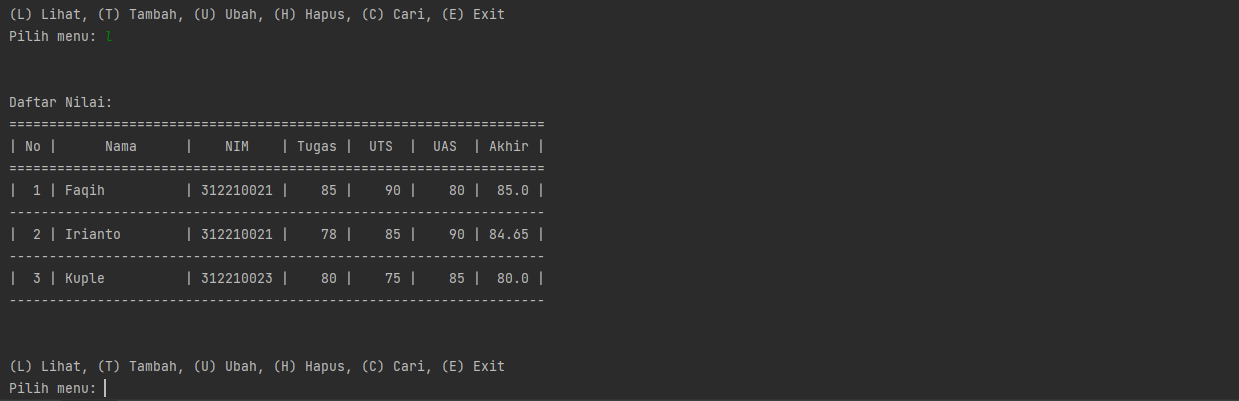 (L) Lihat, (T) Tambah, (U) Ubah, (H) Hapus, (C) Cari, (E) Exit
Pilih menu: l
Daftar Nilai:
===================================================================
| No |      Nama      |    NIM    | Tugas |  UTS  |  UAS  | Akhir |
===================================================================
|  1 | Faqih          | 312210021 |    85 |    90 |    80 |  85.0 |
-------------------------------------------------------------------
|  2 | Irianto        | 312210021 |    78 |    85 |    90 | 84.65 |
-------------------------------------------------------------------
|  3 | Kuple          | 312210023 |    80 |    75 |    85 |  80.0 |
-------------------------------------------------------------------
(L) Lihat, (T) Tambah, (U) Ubah, (H) Hapus, (C) Cari, (E) Exit
Pilih menu: